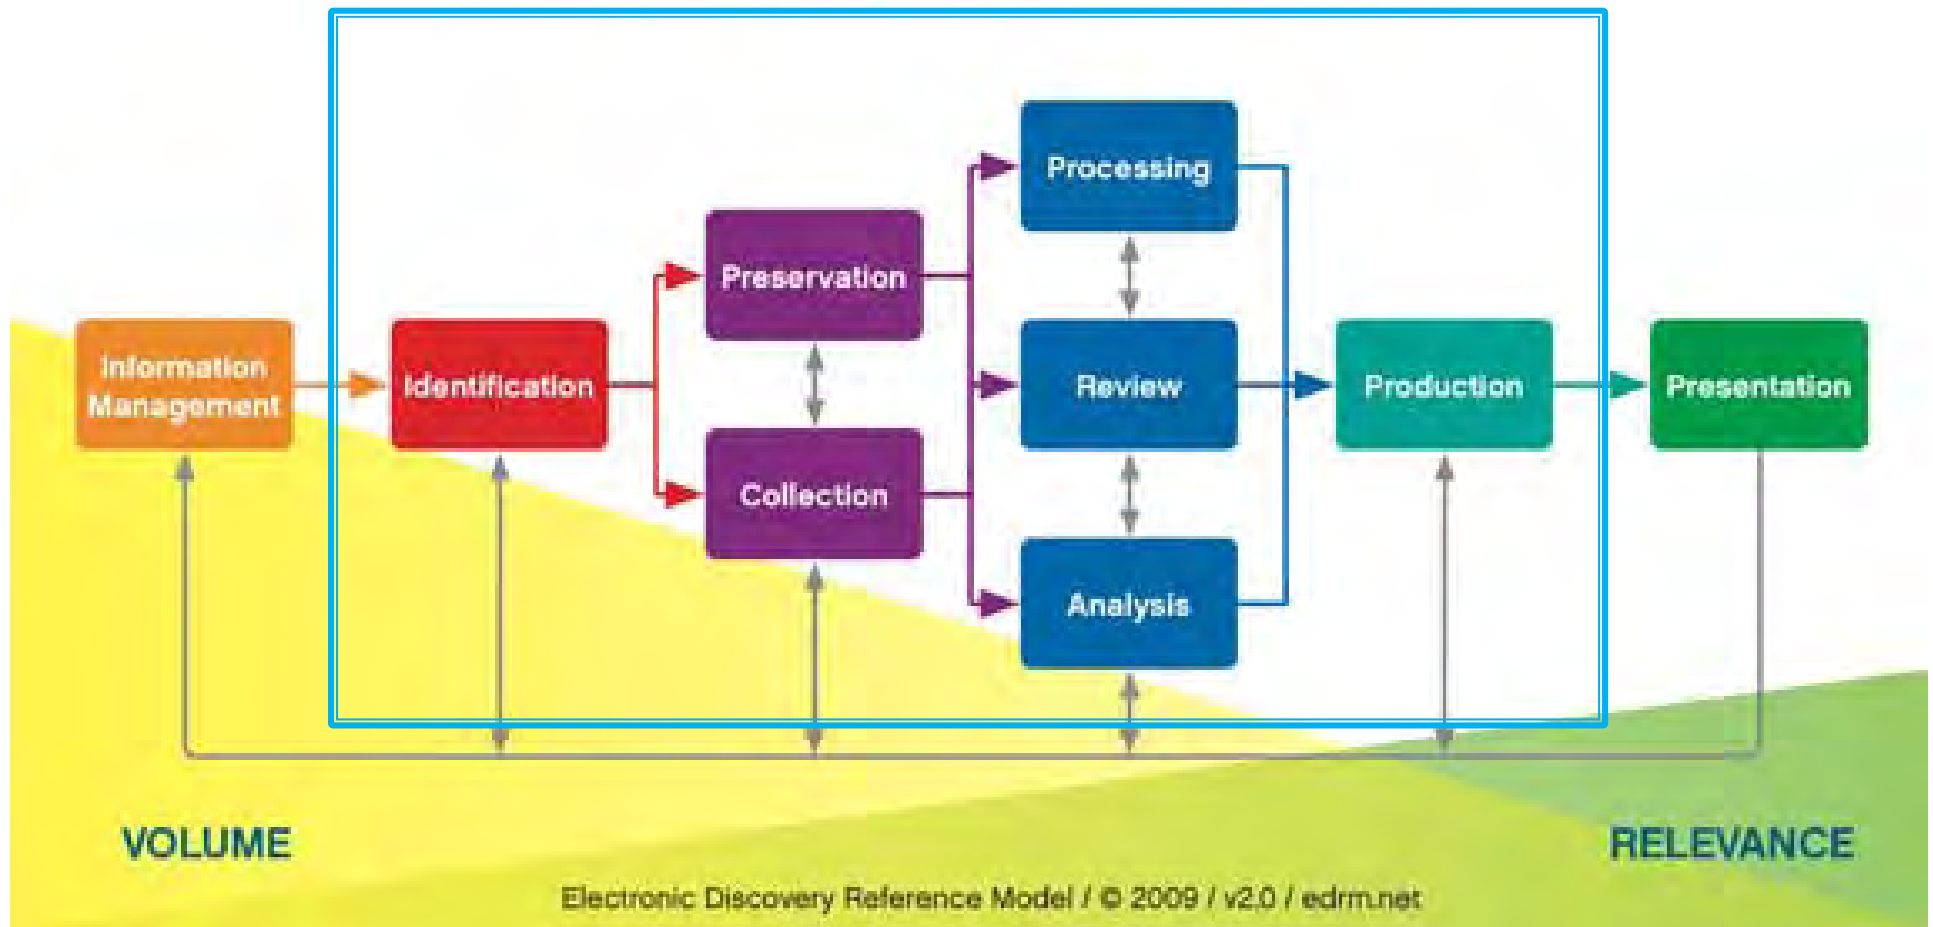 Processing
Preservation
Information
Management
Identification
Review
Production
Presentation
Collection
Analysis
VOLUME
RELEVANCE
Electronic Discovery Reference Model / © 2009 / v2.0 / edrm.net